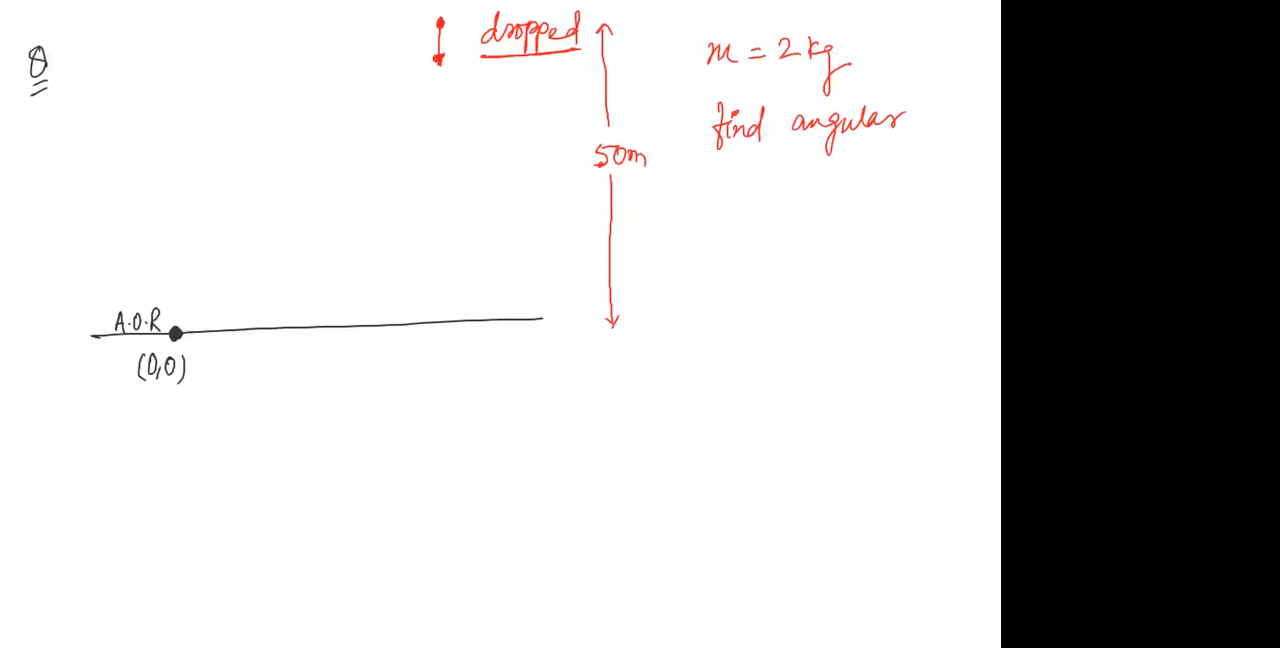 Q
dropped
m = 2 kg
find angular
50m
A.O.R
(0,0)